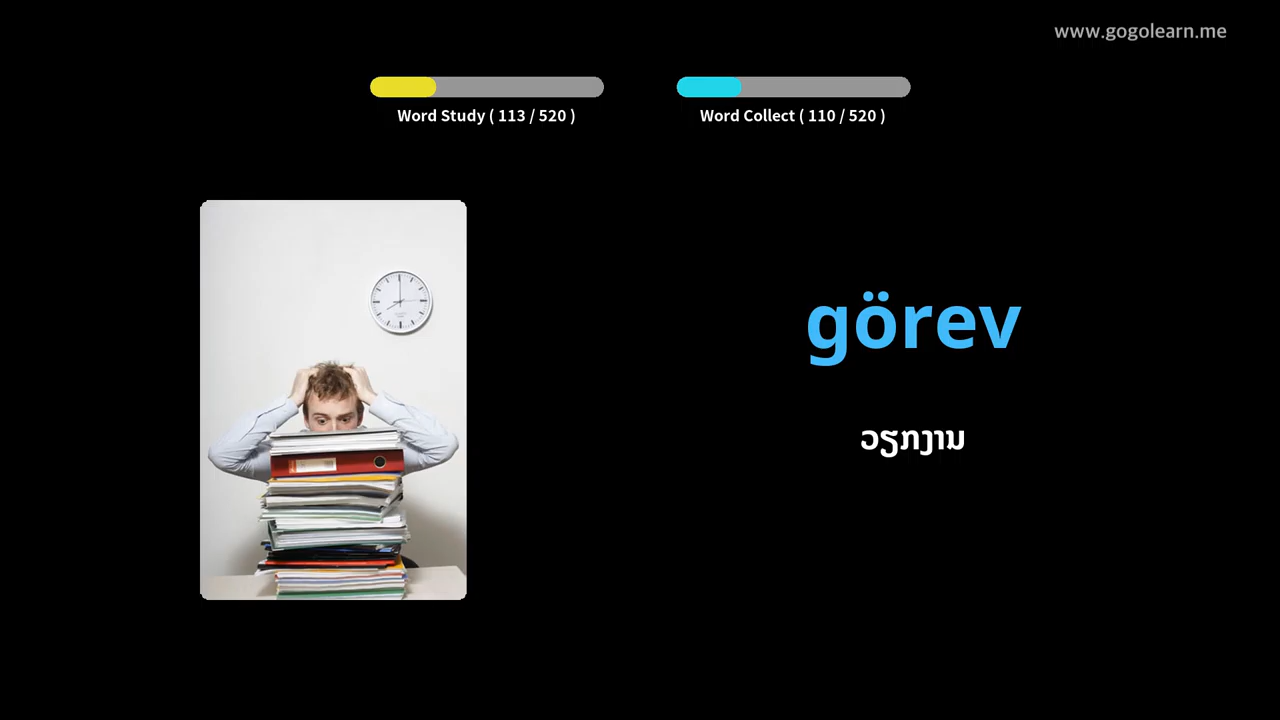 www.gogolearn.me
Word Study ( 113 / 520 )
Word Collect ( 110 / 520 )
görev
ວຽກງານ